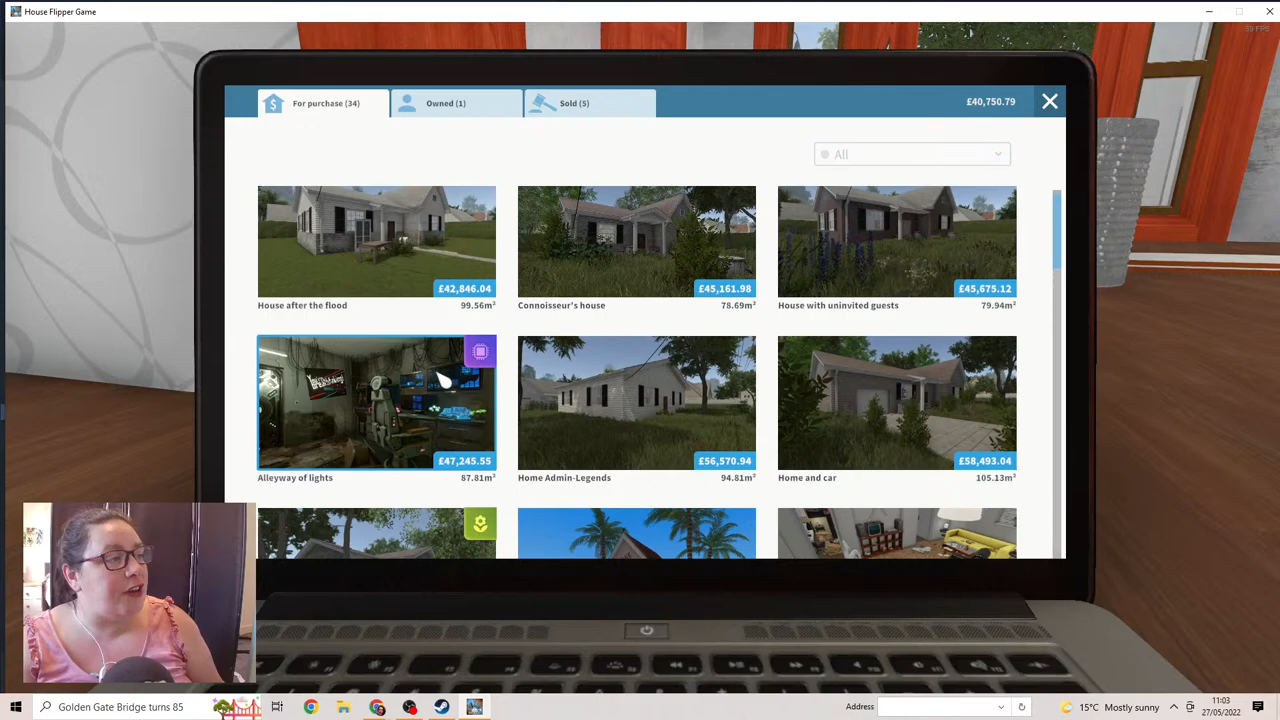 House Flipper Game
59 FPS
For purchase (34)
Owned (1)
Sold (5)
£40,750.79
All
£42,846.04
£45,161.98
£45,675.12
House after the flood 99.56m²
Connoisseur's house 78.69m²
House with uninvited guests 79.94m²
£47,245.55
£56,570.94
£58,493.04
Alleyway of lights 87.81m²
Home Admin-Legends 94.81m²
Home and car 105.13m²
Golden Gate Bridge turns 85
Address
15°C Mostly sunny
11:03
27/05/2022